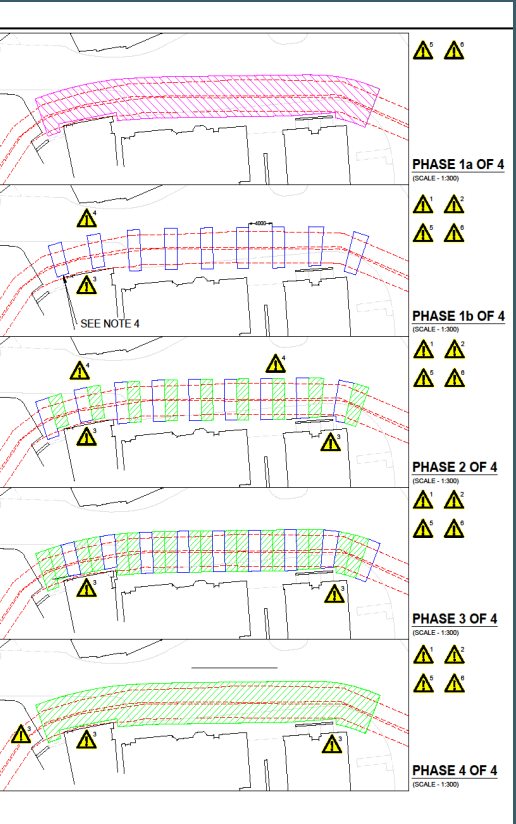 5 6
PHASE 1a OF 4
(SCALE - 1:300)
4
4000
3
SEE NOTE 4
1 2
5 6
PHASE 1b OF 4
(SCALE - 1:300)
4 4
3 3
1 2
5 6
PHASE 2 OF 4
(SCALE - 1:300)
3 3
1 2
5 6
PHASE 3 OF 4
(SCALE - 1:300)
3 3 3
1 2
5 6
PHASE 4 OF 4
(SCALE - 1:300)